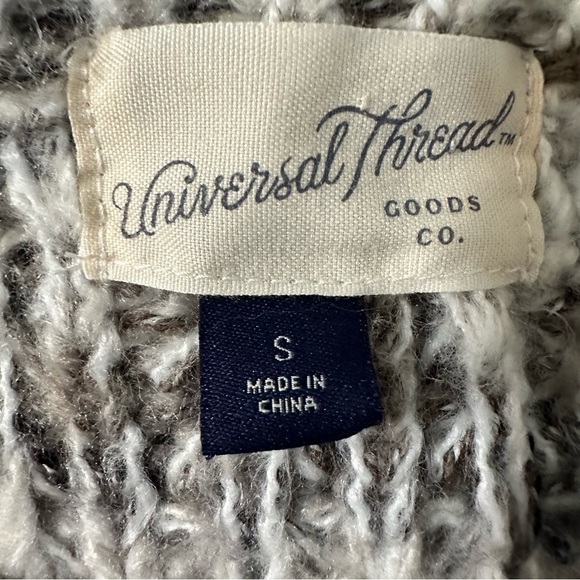 Universal Thread™
GOODS
CO.
S
MADE IN
CHINA